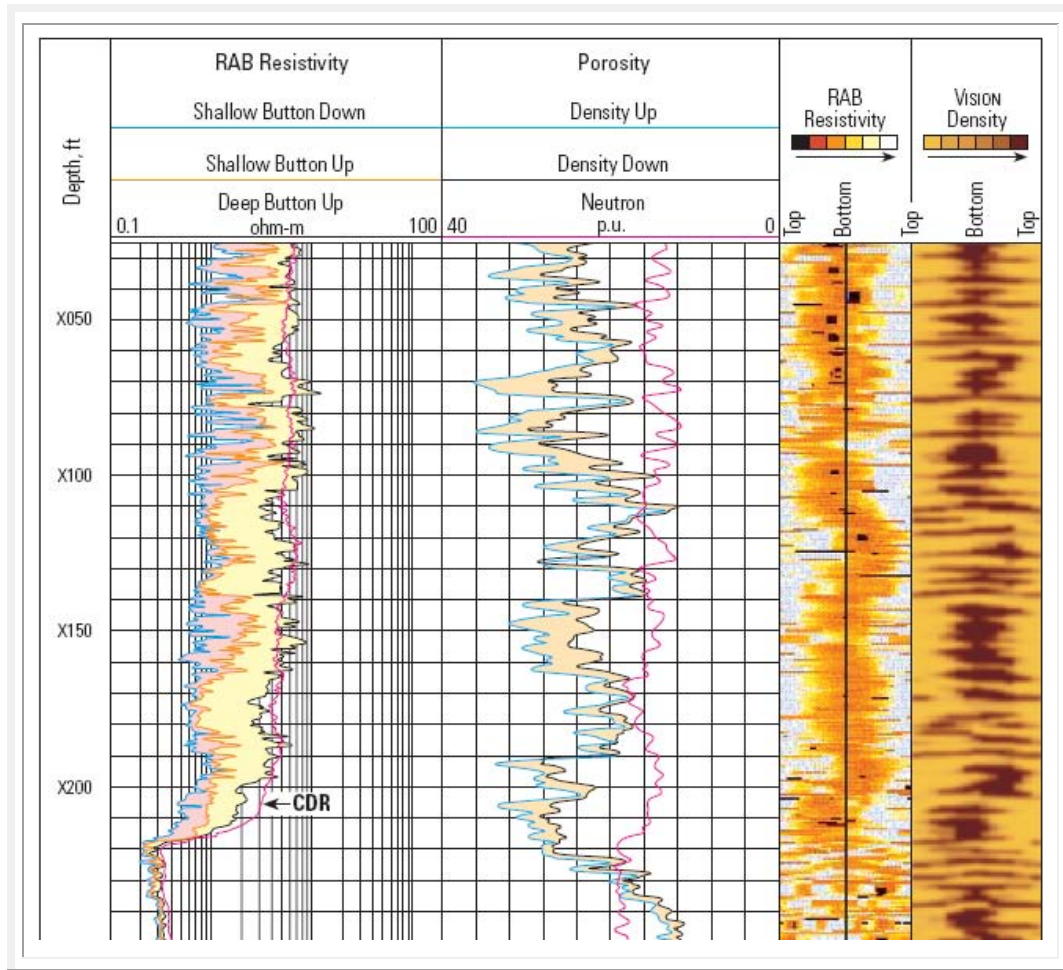 RAB Resistivity
Shallow Button Down
Shallow Button Up
Deep Button Up
0.1 ohm-m 100
Porosity
Density Up
Density Down
Neutron
40 p.u. 0
RAB
Resistivity
VISION
Density
Depth, ft
Top
Bottom
Top
Top
Bottom
Top
X050
X100
X150
X200
CDR